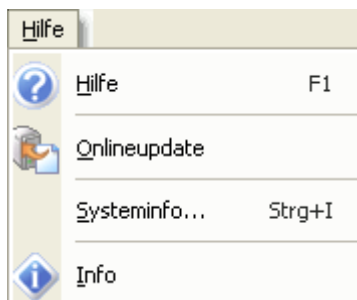 Hilfe
Hilfe F1
Onlineupdate
Systeminfo... Strg+I
Info